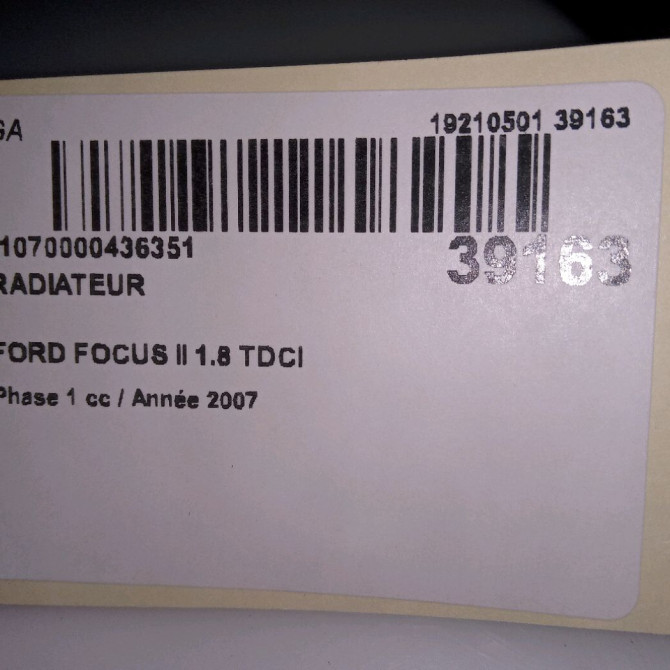 GA 19210501 39163
1070000436351 39163
RADIATEUR
FORD FOCUS II 1.8 TDCI
Phase 1 cc / Année 2007